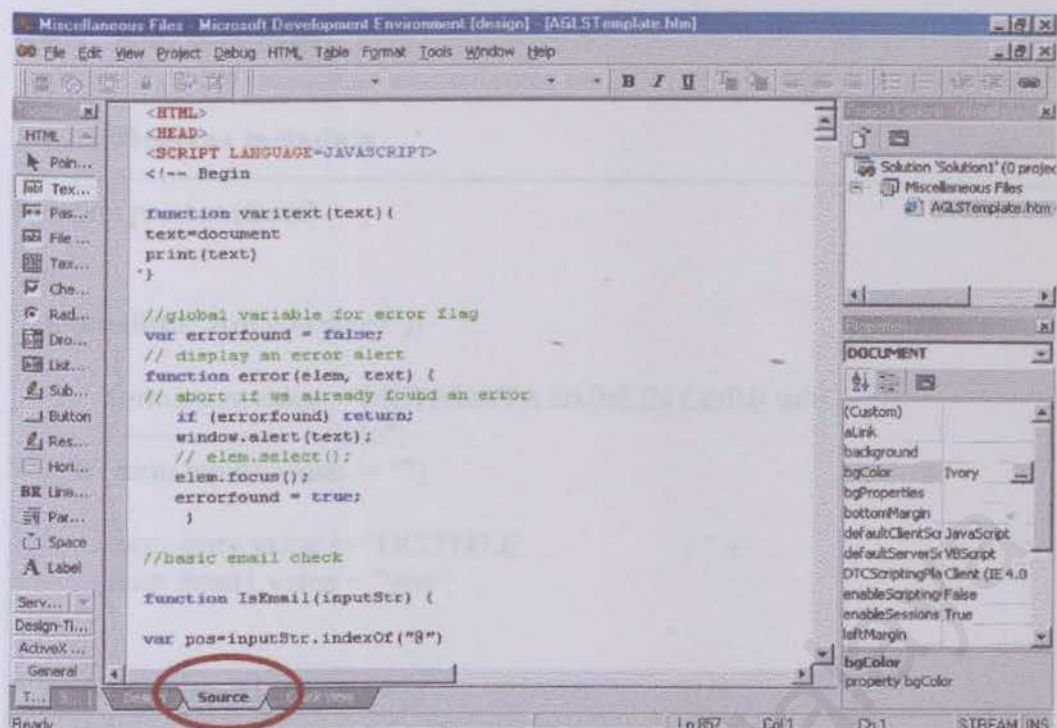 Miscellaneous Files - Microsoft Development Environment [design] - [AGLSTemplate.htm]
File Edit View Project Debug HTML Table Format Tools Window Help
B I U
HTML
Poin...
Tex...
Pas...
File ...
Tex...
Che...
Rad...
Dro...
List...
Sub...
Button
Res...
Hori...
BR Line...
Par...
Space
A Label
Serv...
Design-Ti...
ActiveX ...
General
T...
<HTML>
<HEAD>
<SCRIPT LANGUAGE=JAVASCRIPT>
<!-- Begin
function varitext(text){
text=document
print(text)
}
//global variable for error flag
var errorfound = false;
// display an error alert
function error(elem, text) {
// abort if we already found an error
if (errorfound) return;
window.alert(text);
// elem.select();
elem.focus();
errorfound = true;
}
//basic email check
function IsEmail(inputStr) {
var pos=inputStr.indexOf("@")
Source
Solution 'Solution1' (0 projec
Miscellaneous Files
AGLSTemplate.htm
DOCUMENT
(Custom)
aLink
background
bgColor Ivory
bgProperties
bottomMargin
defaultClientScr JavaScript
defaultServerSc VBScript
DTCScriptingPla Client (IE 4.0
enableScripting False
enableSessions True
leftMargin
bgColor
property bgColor
Ready Ln 857 Col 1 Ch 1 STREAM INS